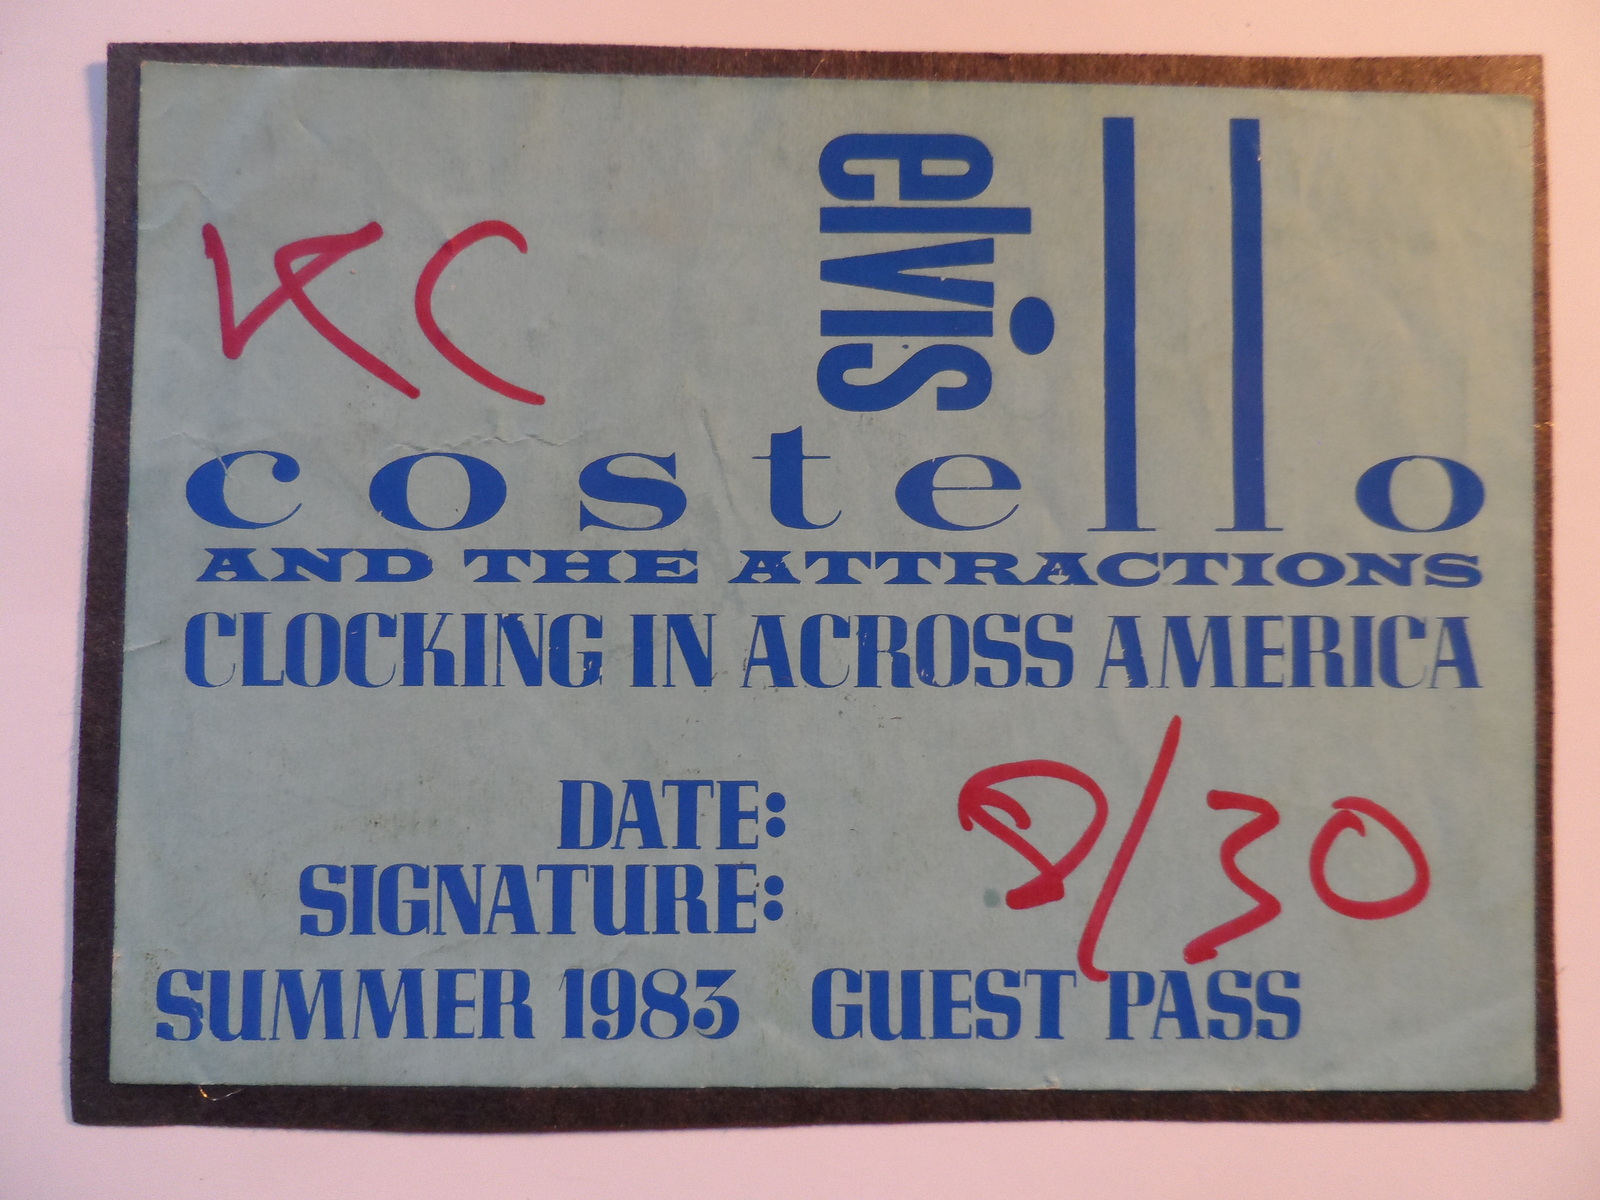 KC
elvis
costello
AND THE ATTRACTIONS
CLOCKING IN ACROSS AMERICA
DATE: 8/30
SIGNATURE:
SUMMER 1983 GUEST PASS